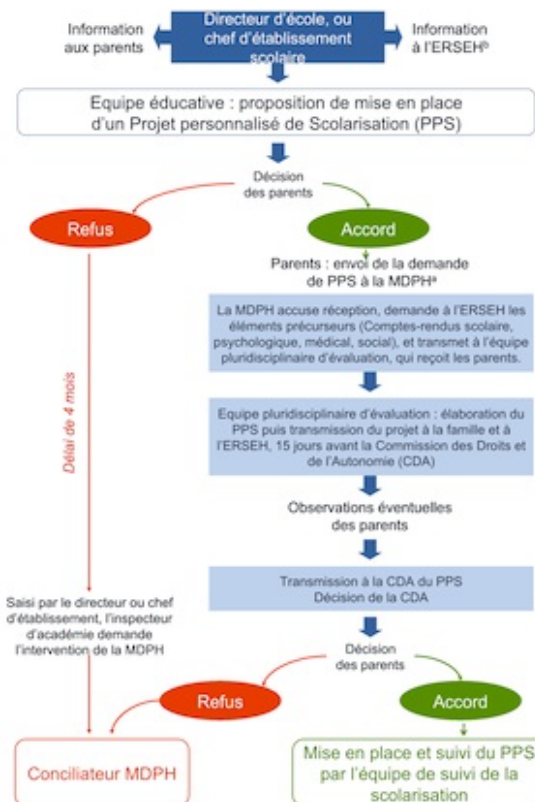 Information
aux parents
Directeur d'école, ou
chef d'établissement
scolaire
Information
à l'ERSEHᵇ
Equipe éducative : proposition de mise en place
d'un Projet personnalisé de Scolarisation (PPS)
Décision
des parents
Refus
Accord
Parents : envoi de la demande
de PPS à la MDPHᵃ
La MDPH accuse réception, demande à l'ERSEH les
éléments précurseurs (Comptes-rendus scolaire,
psychologique, médical, social), et transmet à l'équipe
pluridisciplinaire d'évaluation, qui reçoit les parents.
Délai de 4 mois
Equipe pluridisciplinaire d'évaluation : élaboration du
PPS puis transmission du projet à la famille et à
l'ERSEH, 15 jours avant la Commission des Droits et
de l'Autonomie (CDA)
Observations éventuelles
des parents
Transmission à la CDA du PPS
Décision de la CDA
Saisi par le directeur ou chef
d'établissement, l'inspecteur
d'académie demande
l'intervention de la MDPH
Décision
des parents
Refus
Accord
Conciliateur MDPH
Mise en place et suivi du PPS
par l'équipe de suivi de la
scolarisation